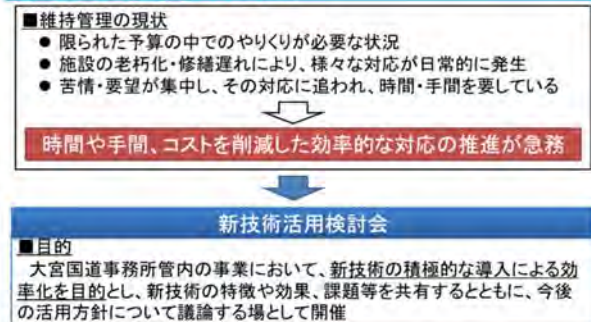 ■維持管理の現状
● 限られた予算の中でのやりくりが必要な状況
● 施設の老朽化・修繕遅れにより、様々な対応が日常的に発生
● 苦情・要望が集中し、その対応に追われ、時間・手間を要している
時間や手間、コストを削減した効率的な対応の推進が急務
新技術活用検討会
■目的
大宮国道事務所管内の事業において、新技術の積極的な導入による効
率化を目的とし、新技術の特徴や効果、課題等を共有するとともに、今後
の活用方針について議論する場として開催